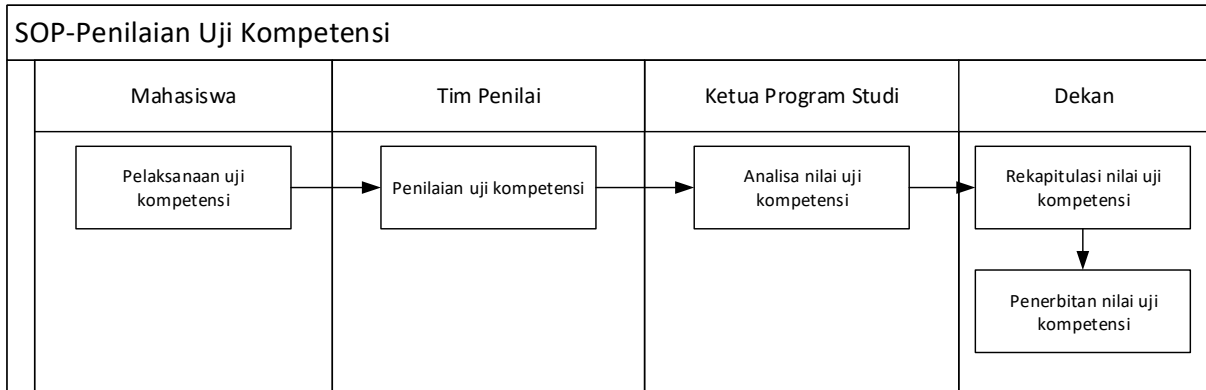 SOP-Penilaian Uji Kompetensi
Mahasiswa
Tim Penilai
Ketua Program Studi
Dekan
Pelaksanaan uji
kompetensi
Penilaian uji kompetensi
Analisa nilai uji
kompetensi
Rekapitulasi nilai uji
kompetensi
Penerbitan nilai uji
kompetensi